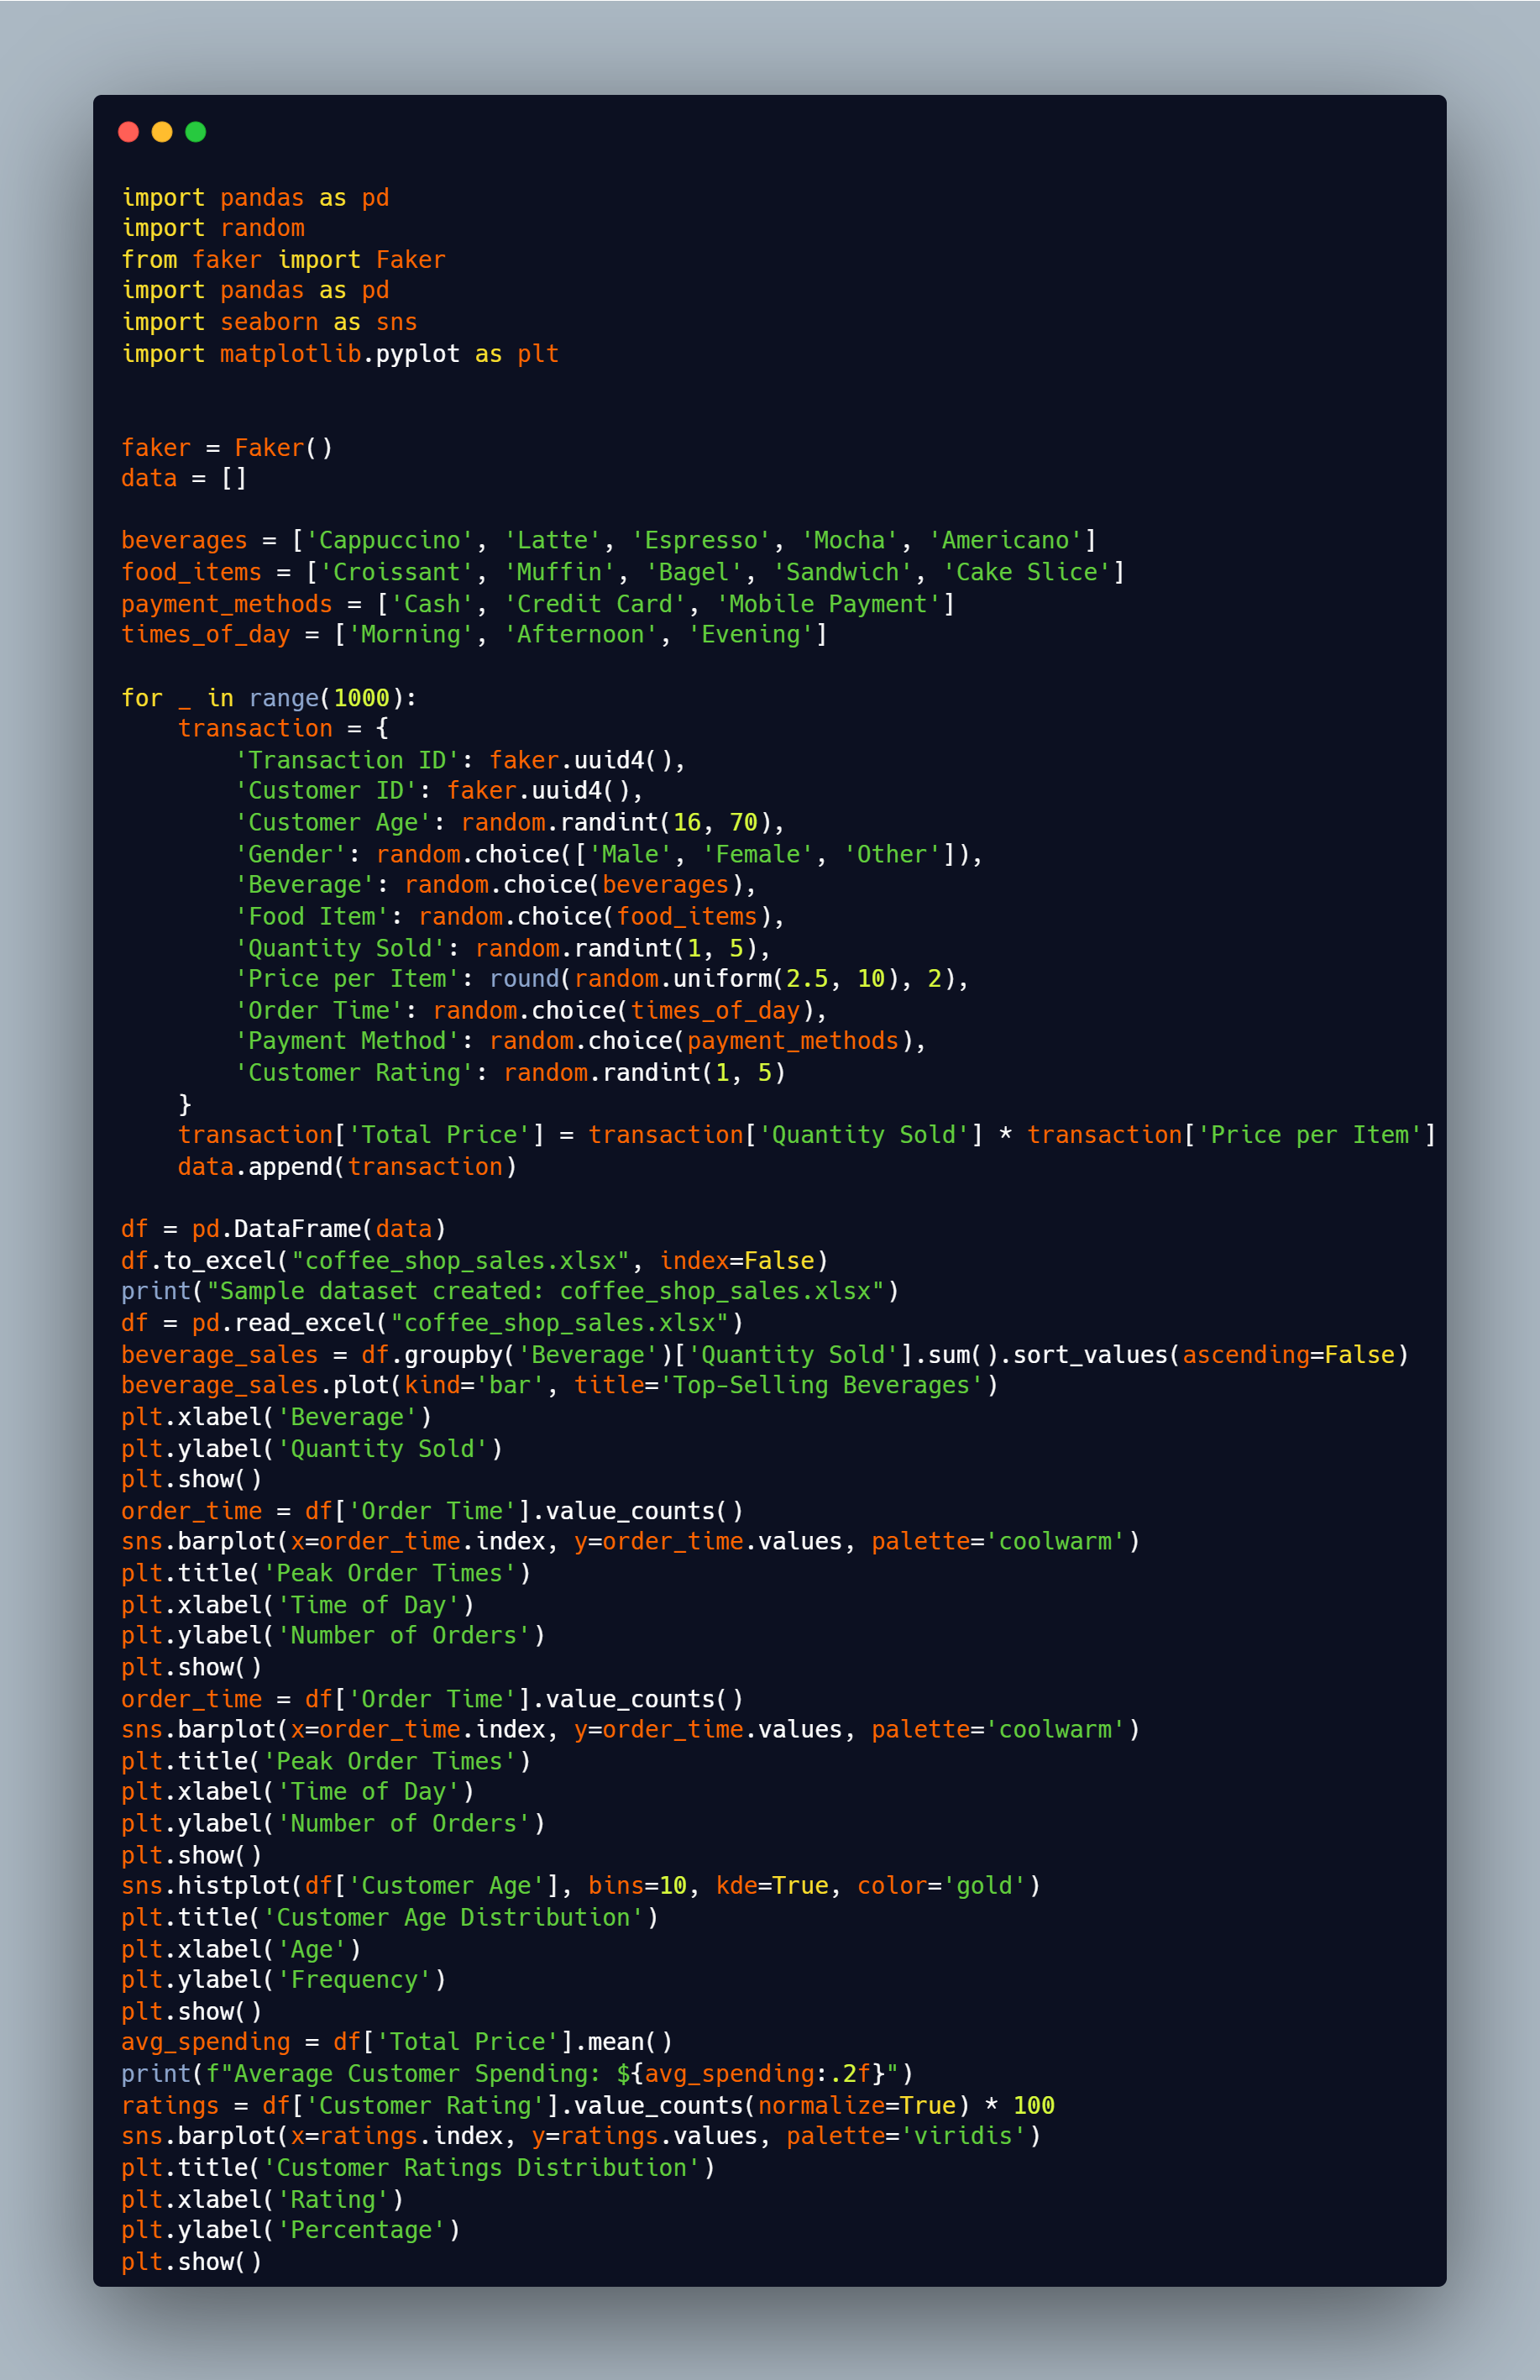 import pandas as pd
import random
from faker import Faker
import pandas as pd
import seaborn as sns
import matplotlib.pyplot as plt


faker = Faker()
data = []

beverages = ['Cappuccino', 'Latte', 'Espresso', 'Mocha', 'Americano']
food_items = ['Croissant', 'Muffin', 'Bagel', 'Sandwich', 'Cake Slice']
payment_methods = ['Cash', 'Credit Card', 'Mobile Payment']
times_of_day = ['Morning', 'Afternoon', 'Evening']

for _ in range(1000):
    transaction = {
        'Transaction ID': faker.uuid4(),
        'Customer ID': faker.uuid4(),
        'Customer Age': random.randint(16, 70),
        'Gender': random.choice(['Male', 'Female', 'Other']),
        'Beverage': random.choice(beverages),
        'Food Item': random.choice(food_items),
        'Quantity Sold': random.randint(1, 5),
        'Price per Item': round(random.uniform(2.5, 10), 2),
        'Order Time': random.choice(times_of_day),
        'Payment Method': random.choice(payment_methods),
        'Customer Rating': random.randint(1, 5)
    }
    transaction['Total Price'] = transaction['Quantity Sold'] * transaction['Price per Item']
    data.append(transaction)

df = pd.DataFrame(data)
df.to_excel("coffee_shop_sales.xlsx", index=False)
print("Sample dataset created: coffee_shop_sales.xlsx")
df = pd.read_excel("coffee_shop_sales.xlsx")
beverage_sales = df.groupby('Beverage')['Quantity Sold'].sum().sort_values(ascending=False)
beverage_sales.plot(kind='bar', title='Top-Selling Beverages')
plt.xlabel('Beverage')
plt.ylabel('Quantity Sold')
plt.show()
order_time = df['Order Time'].value_counts()
sns.barplot(x=order_time.index, y=order_time.values, palette='coolwarm')
plt.title('Peak Order Times')
plt.xlabel('Time of Day')
plt.ylabel('Number of Orders')
plt.show()
order_time = df['Order Time'].value_counts()
sns.barplot(x=order_time.index, y=order_time.values, palette='coolwarm')
plt.title('Peak Order Times')
plt.xlabel('Time of Day')
plt.ylabel('Number of Orders')
plt.show()
sns.histplot(df['Customer Age'], bins=10, kde=True, color='gold')
plt.title('Customer Age Distribution')
plt.xlabel('Age')
plt.ylabel('Frequency')
plt.show()
avg_spending = df['Total Price'].mean()
print(f"Average Customer Spending: ${avg_spending:.2f}")
ratings = df['Customer Rating'].value_counts(normalize=True) * 100
sns.barplot(x=ratings.index, y=ratings.values, palette='viridis')
plt.title('Customer Ratings Distribution')
plt.xlabel('Rating')
plt.ylabel('Percentage')
plt.show()